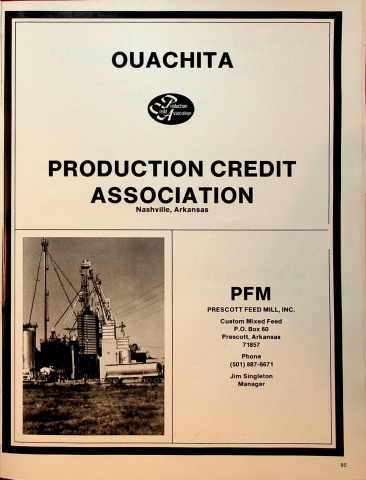 OUACHITA
Production
Credit
Association
PRODUCTION CREDIT
ASSOCIATION
Nashville, Arkansas
PFM
PRESCOTT FEED MILL, INC.
Custom Mixed Feed
P.O. Box 60
Prescott, Arkansas
71857
Phone
(501) 887-6671
Jim Singleton
Manager
95